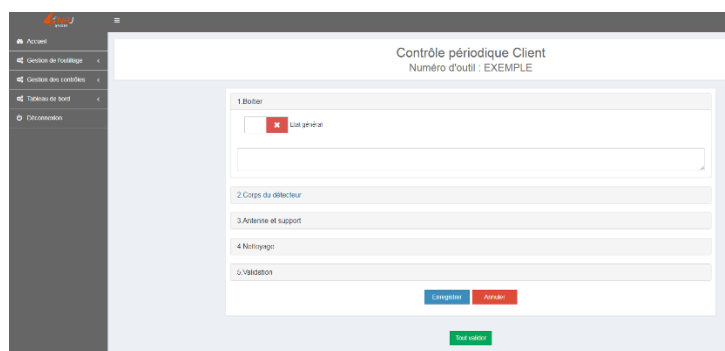 Accueil
Gestion de l'outillage
Gestion des contrôles
Tableau de bord
Déconnexion
Contrôle périodique Client
Numéro d'outil : EXEMPLE
1.Boitier
Etat général
2.Corps du détecteur
3.Antenne et support
4.Nettoyage
5.Validation
Enregistrer Annuler
Tout valider